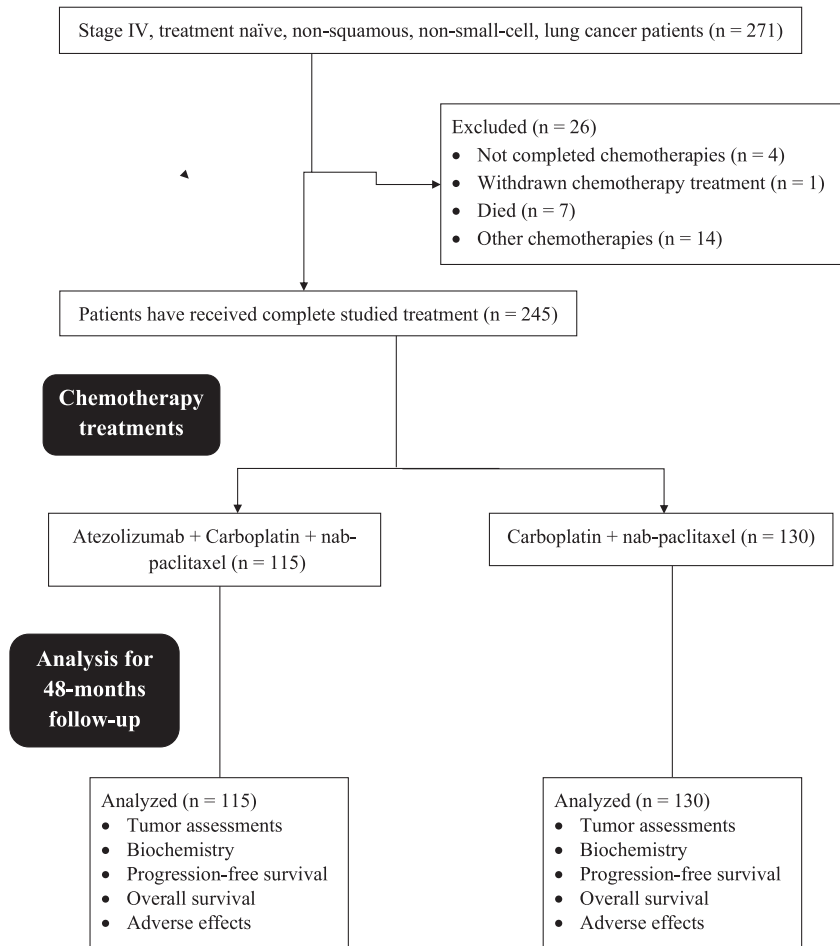 Stage IV, treatment naïve, non-squamous, non-small-cell, lung cancer patients (n = 271)
Excluded (n = 26)
• Not completed chemotherapies (n = 4)
• Withdrawn chemotherapy treatment (n = 1)
• Died (n = 7)
• Other chemotherapies (n = 14)
Patients have received complete studied treatment (n = 245)
Chemotherapy
treatments
Atezolizumab + Carboplatin + nab-
paclitaxel (n = 115)
Carboplatin + nab-paclitaxel (n = 130)
Analysis for
48-months
follow-up
Analyzed (n = 115)
• Tumor assessments
• Biochemistry
• Progression-free survival
• Overall survival
• Adverse effects
Analyzed (n = 130)
• Tumor assessments
• Biochemistry
• Progression-free survival
• Overall survival
• Adverse effects